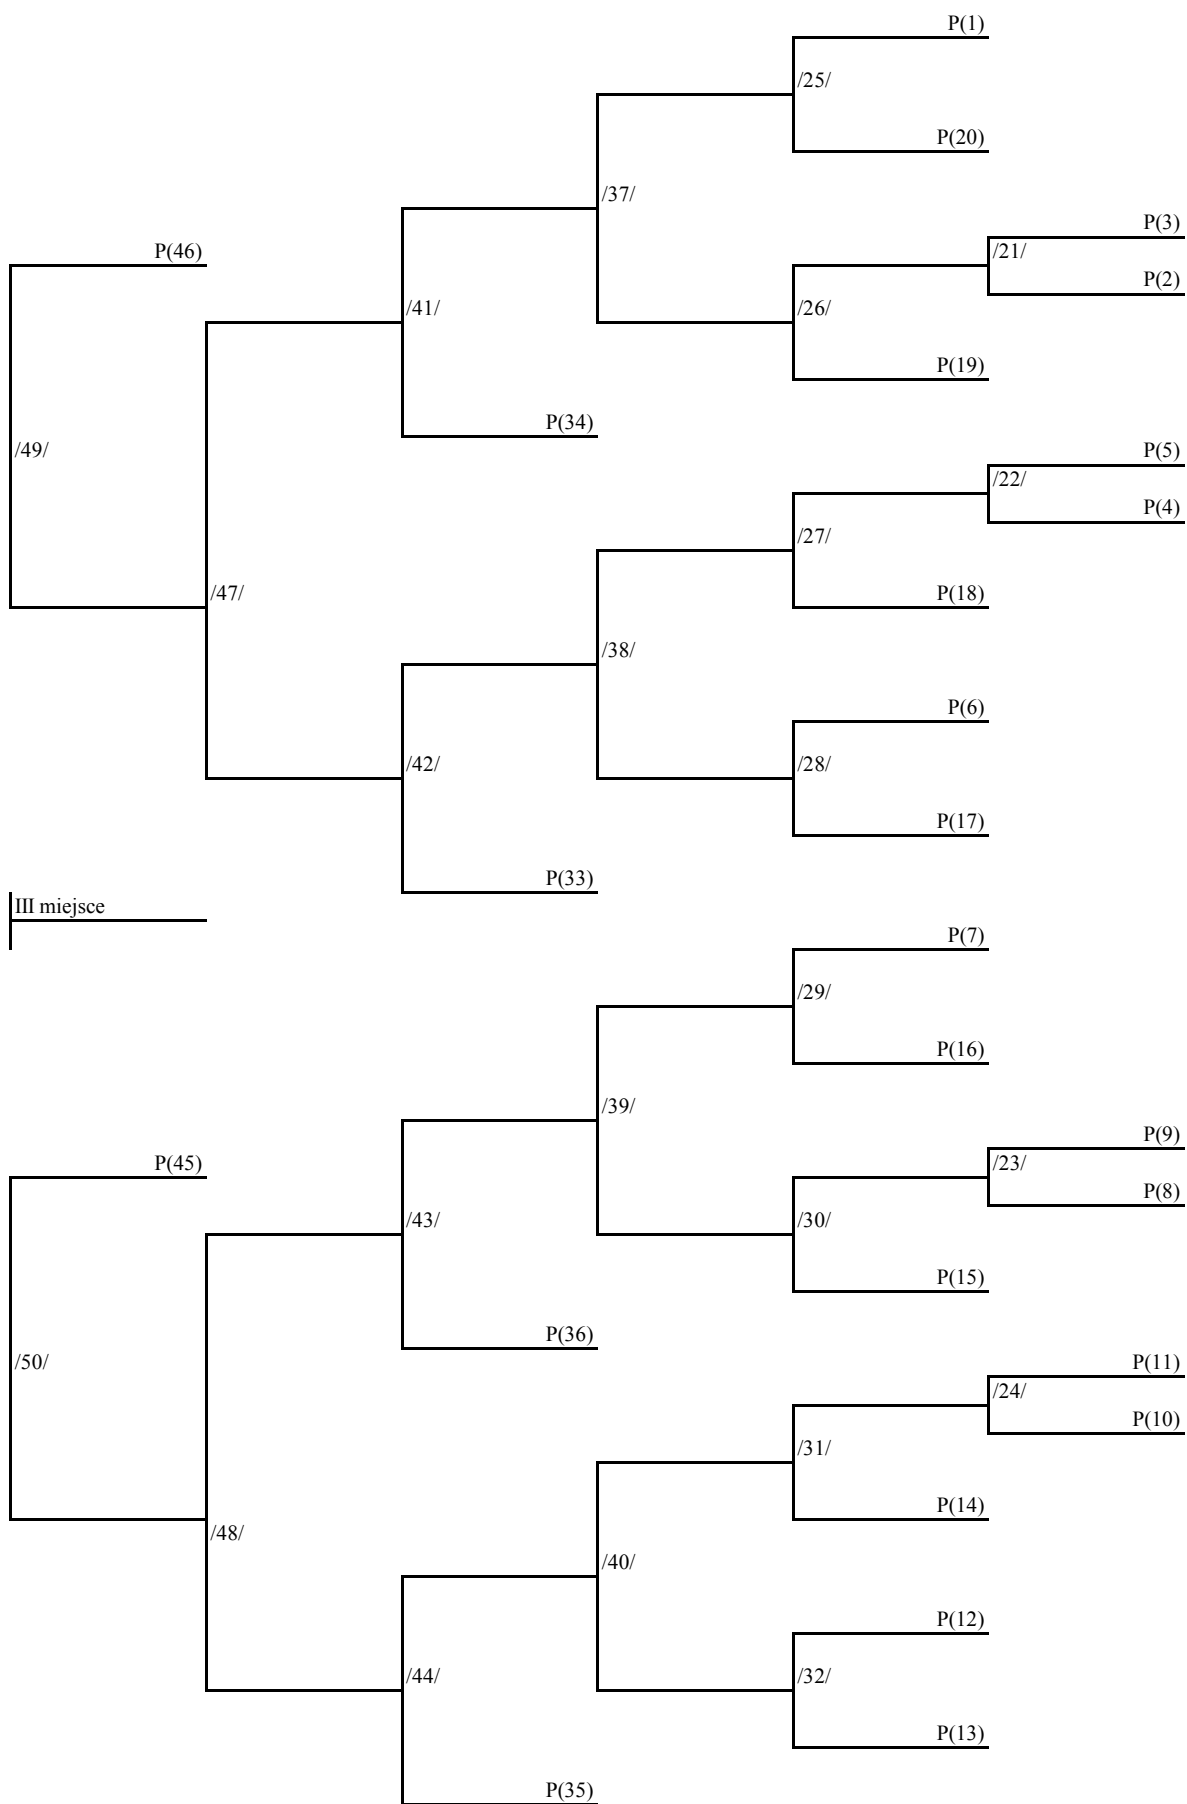 P(1)
/25/
P(20)
/37/
P(3)
P(46)
/21/
P(2)
/41/
/26/
P(19)
P(34)
/49/
P(5)
/22/
P(4)
/27/
/47/
P(18)
/38/
P(6)
/42/
/28/
P(17)
P(33)
III miejsce
P(7)
/29/
P(16)
/39/
P(9)
P(45)
/23/
P(8)
/43/
/30/
P(15)
P(36)
/50/
P(11)
/24/
P(10)
/31/
P(14)
/48/
/40/
P(12)
/44/
/32/
P(13)
P(35)